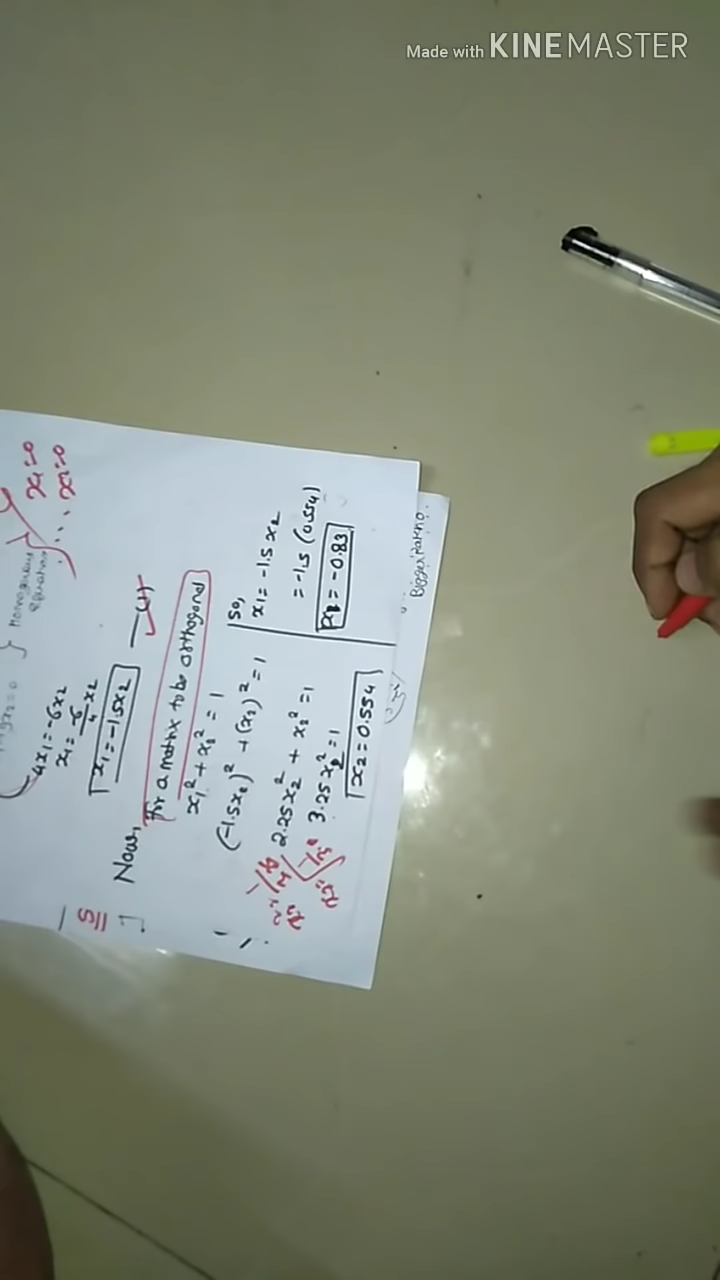 Made with KINEMASTER
x1=0
x2=0
} Homogeneous
equation
4x1 = -6x2
x1 = -6/4 x2
x1 = -1.5x2 —(1)
Now, for a matrix to be orthogonal
x1² + x2² = 1
(-1.5x2)² + (x2)² = 1
2.25x2² + x2² = 1
3.25x2² = 1
x2 = 0.554
So,
x1 = -1.5x2
= -1.5 (0.554)
= -0.83
S